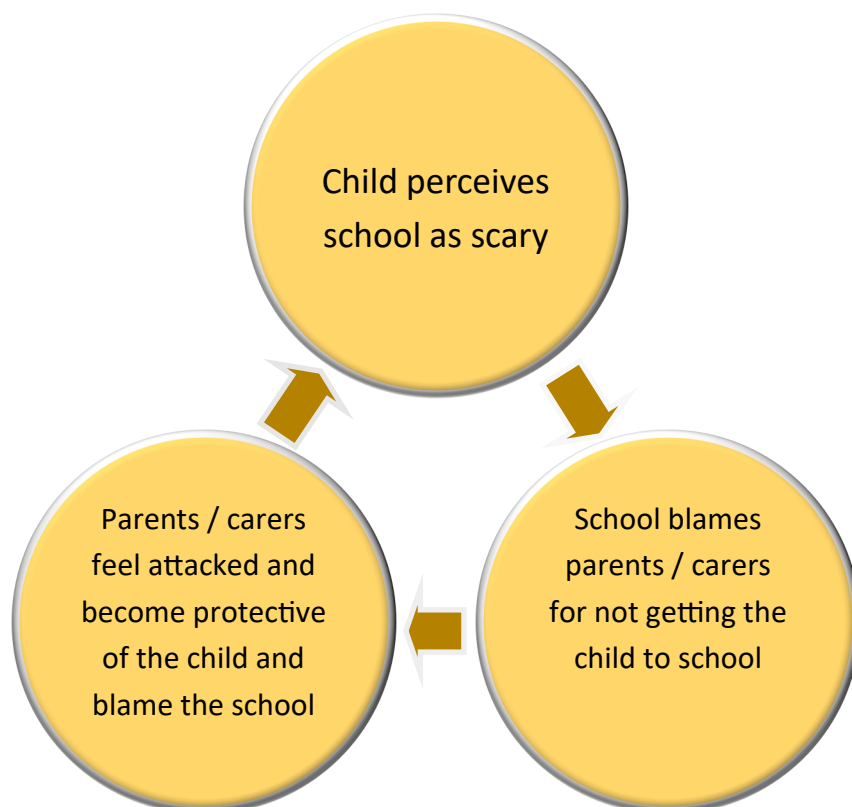 Child perceives
school as scary
School blames
parents / carers
for not getting the
child to school
Parents / carers
feel attacked and
become protective
of the child and
blame the school